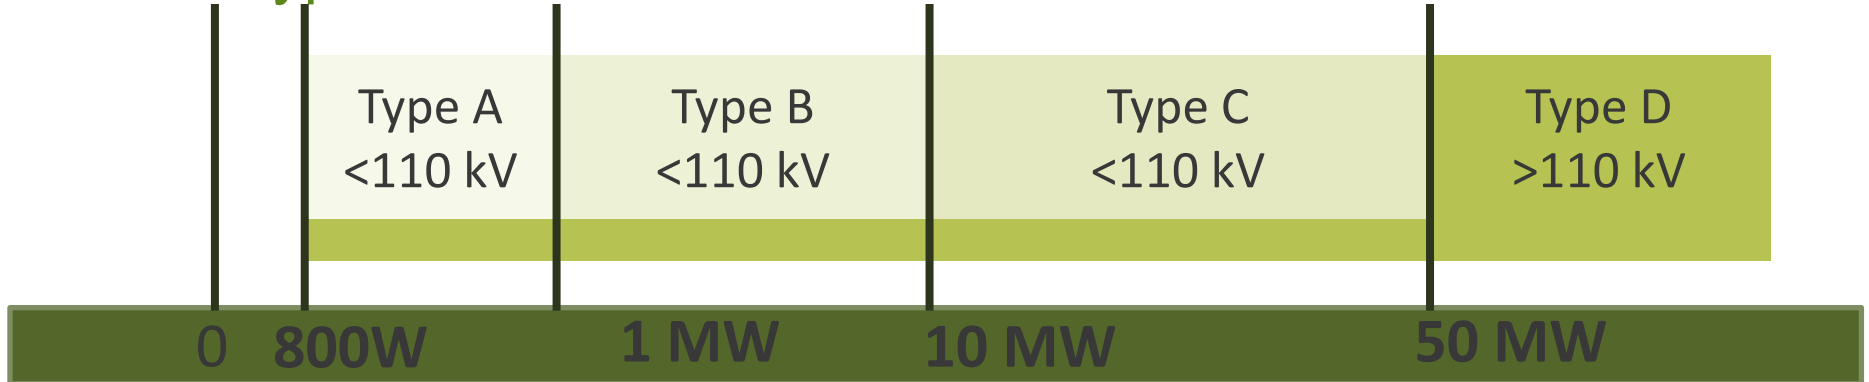 Type A
<110 kV
Type B
<110 kV
Type C
<110 kV
Type D
>110 kV
0
800W
1 MW
10 MW
50 MW